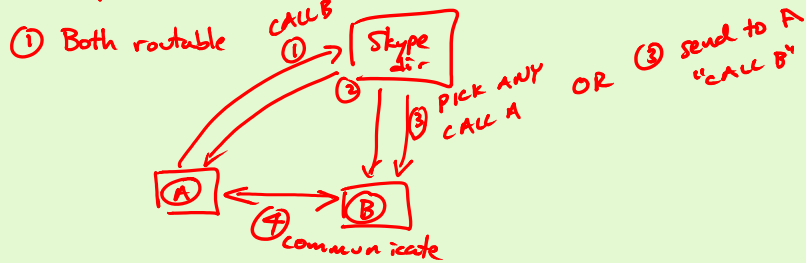 ① Both routable
CALL B
①
Skype
dir
②
③ PICK ANY
CALL A
OR
③ send to A
"CALL B"
A
B
④
communicate